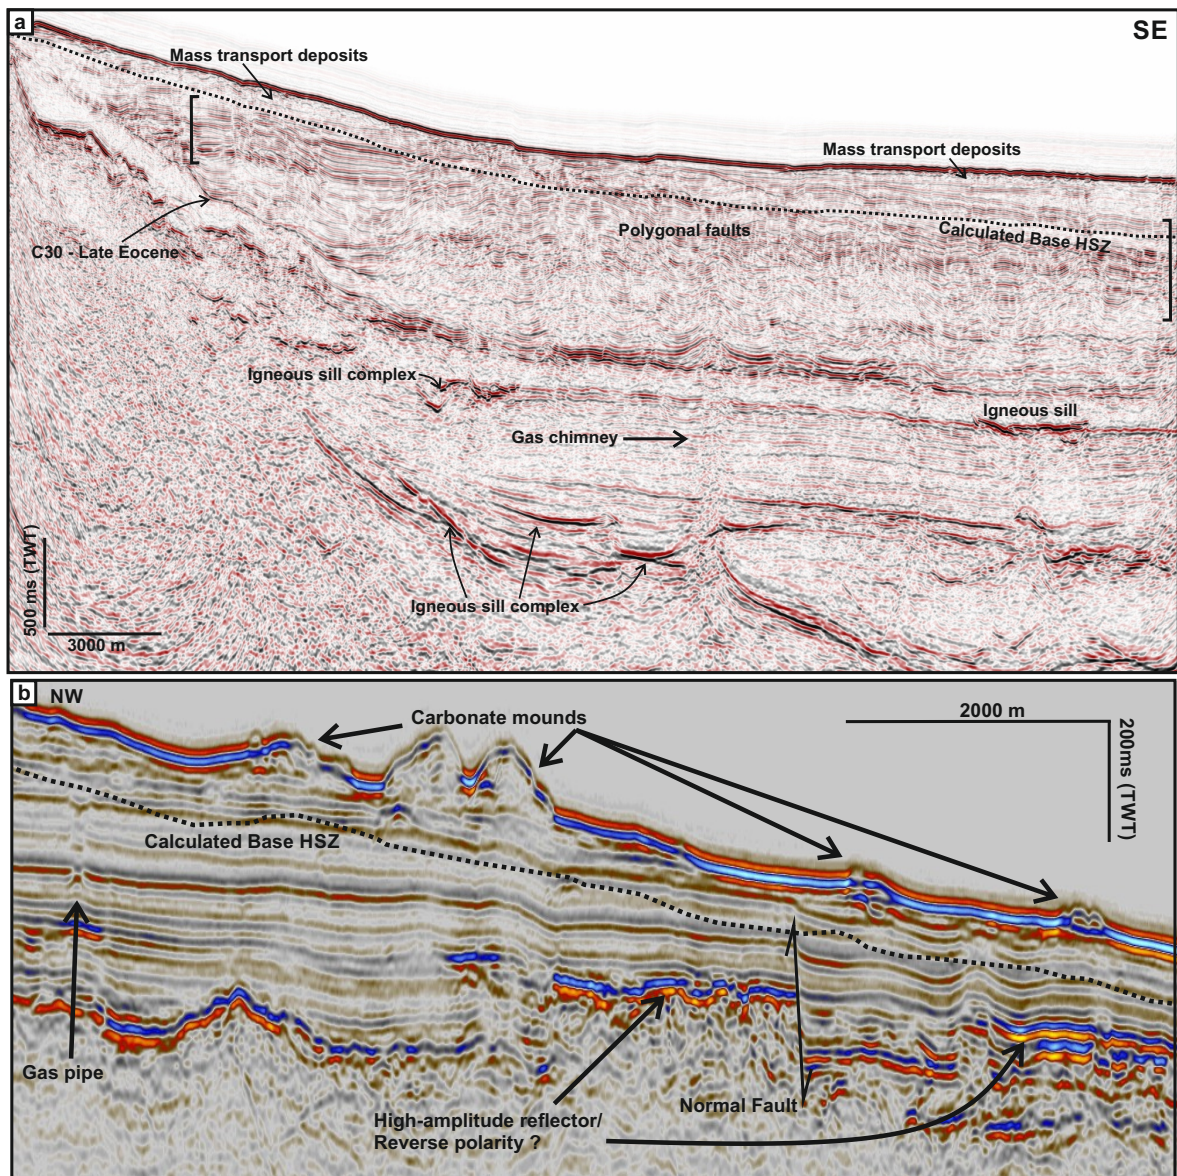 a
SE
Mass transport deposits
Mass transport deposits
Polygonal faults
Calculated Base HSZ
C30 - Late Eocene
Igneous sill complex
Igneous sill
Gas chimney
Igneous sill complex
500 ms (TWT)
3000 m
b
NW
Carbonate mounds
2000 m
200ms (TWT)
Calculated Base HSZ
Gas pipe
Normal Fault
High-amplitude reflector/
Reverse polarity ?